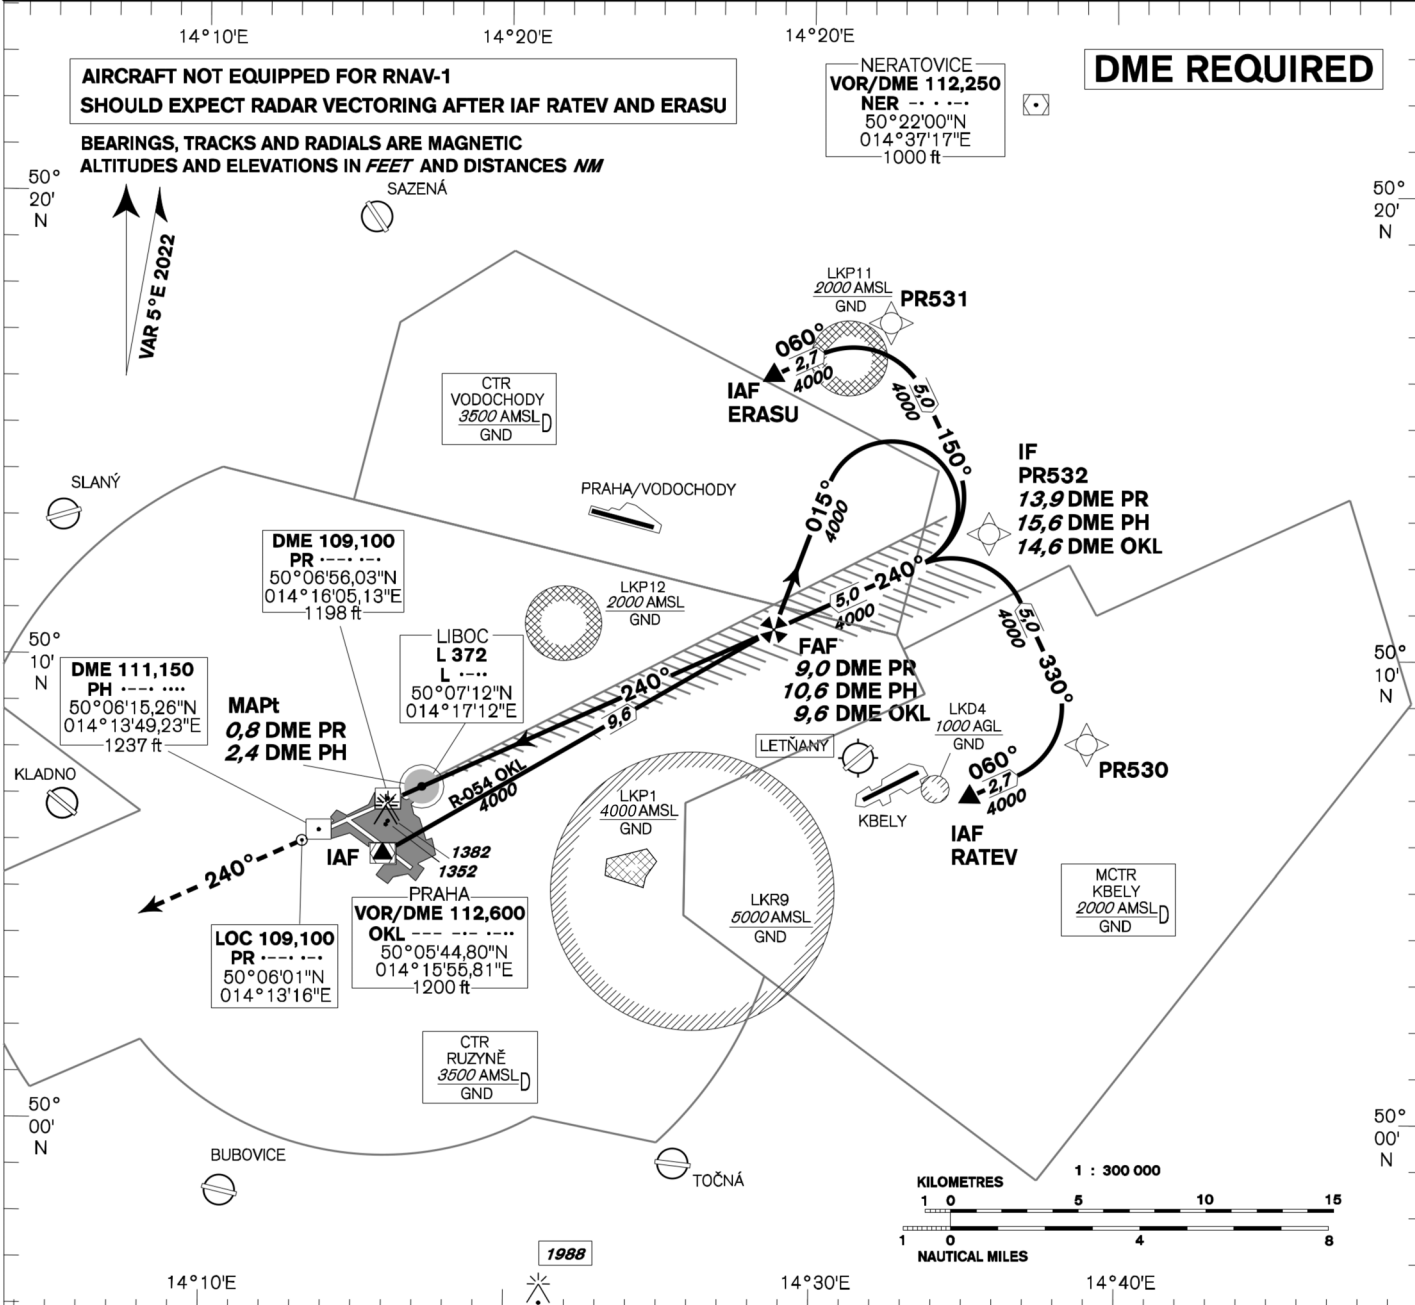 14°10'E
14°20'E
14°20'E
AIRCRAFT NOT EQUIPPED FOR RNAV-1
SHOULD EXPECT RADAR VECTORING AFTER IAF RATEV AND ERASU
BEARINGS, TRACKS AND RADIALS ARE MAGNETIC
ALTITUDES AND ELEVATIONS IN FEET AND DISTANCES NM
NERATOVICE
VOR/DME 112,250
NER
50°22'00"N
014°37'17"E
1000 ft
DME REQUIRED
50°
20'
N
50°
20'
N
VAR 5°E 2022
SAZENÁ
LKP11
2000 AMSL
GND
PR531
060°
2,7
4000
IAF
ERASU
5,0
4000
150°
CTR
VODOCHODY
3500 AMSL
GND
D
IF
PR532
13,9 DME PR
15,6 DME PH
14,6 DME OKL
SLANÝ
PRAHA/VODOCHODY
015°
4000
DME 109,100
PR
50°06'56,03"N
014°16'05,13"E
1198 ft
LKP12
2000 AMSL
GND
240°
5,0
4000
5,0
4000
330°
LIBOC
L 372
L
50°07'12"N
014°17'12"E
FAF
9,0 DME PR
10,6 DME PH
9,6 DME OKL
50°
10'
N
50°
10'
N
DME 111,150
PH
50°06'15,26"N
014°13'49,23"E
1237 ft
MAPt
0,8 DME PR
2,4 DME PH
240°
9,6
R-054 OKL
4000
LKD4
1000 AGL
GND
LETŇANY
KBELY
060°
2,7
4000
PR530
IAF
RATEV
KLADNO
LKP1
4000 AMSL
GND
IAF
1382
1352
240°
PRAHA
VOR/DME 112,600
OKL
50°05'44,80"N
014°15'55,81"E
1200 ft
LKR9
5000 AMSL
GND
MCTR
KBELY
2000 AMSL
GND
D
LOC 109,100
PR
50°06'01"N
014°13'16"E
CTR
RUZYNĚ
3500 AMSL
GND
D
50°
00'
N
50°
00'
N
BUBOVICE
TOČNÁ
1 : 300 000
KILOMETRES
1 0 5 10 15
1 0 4 8
NAUTICAL MILES
1988
14°10'E
14°30'E
14°40'E